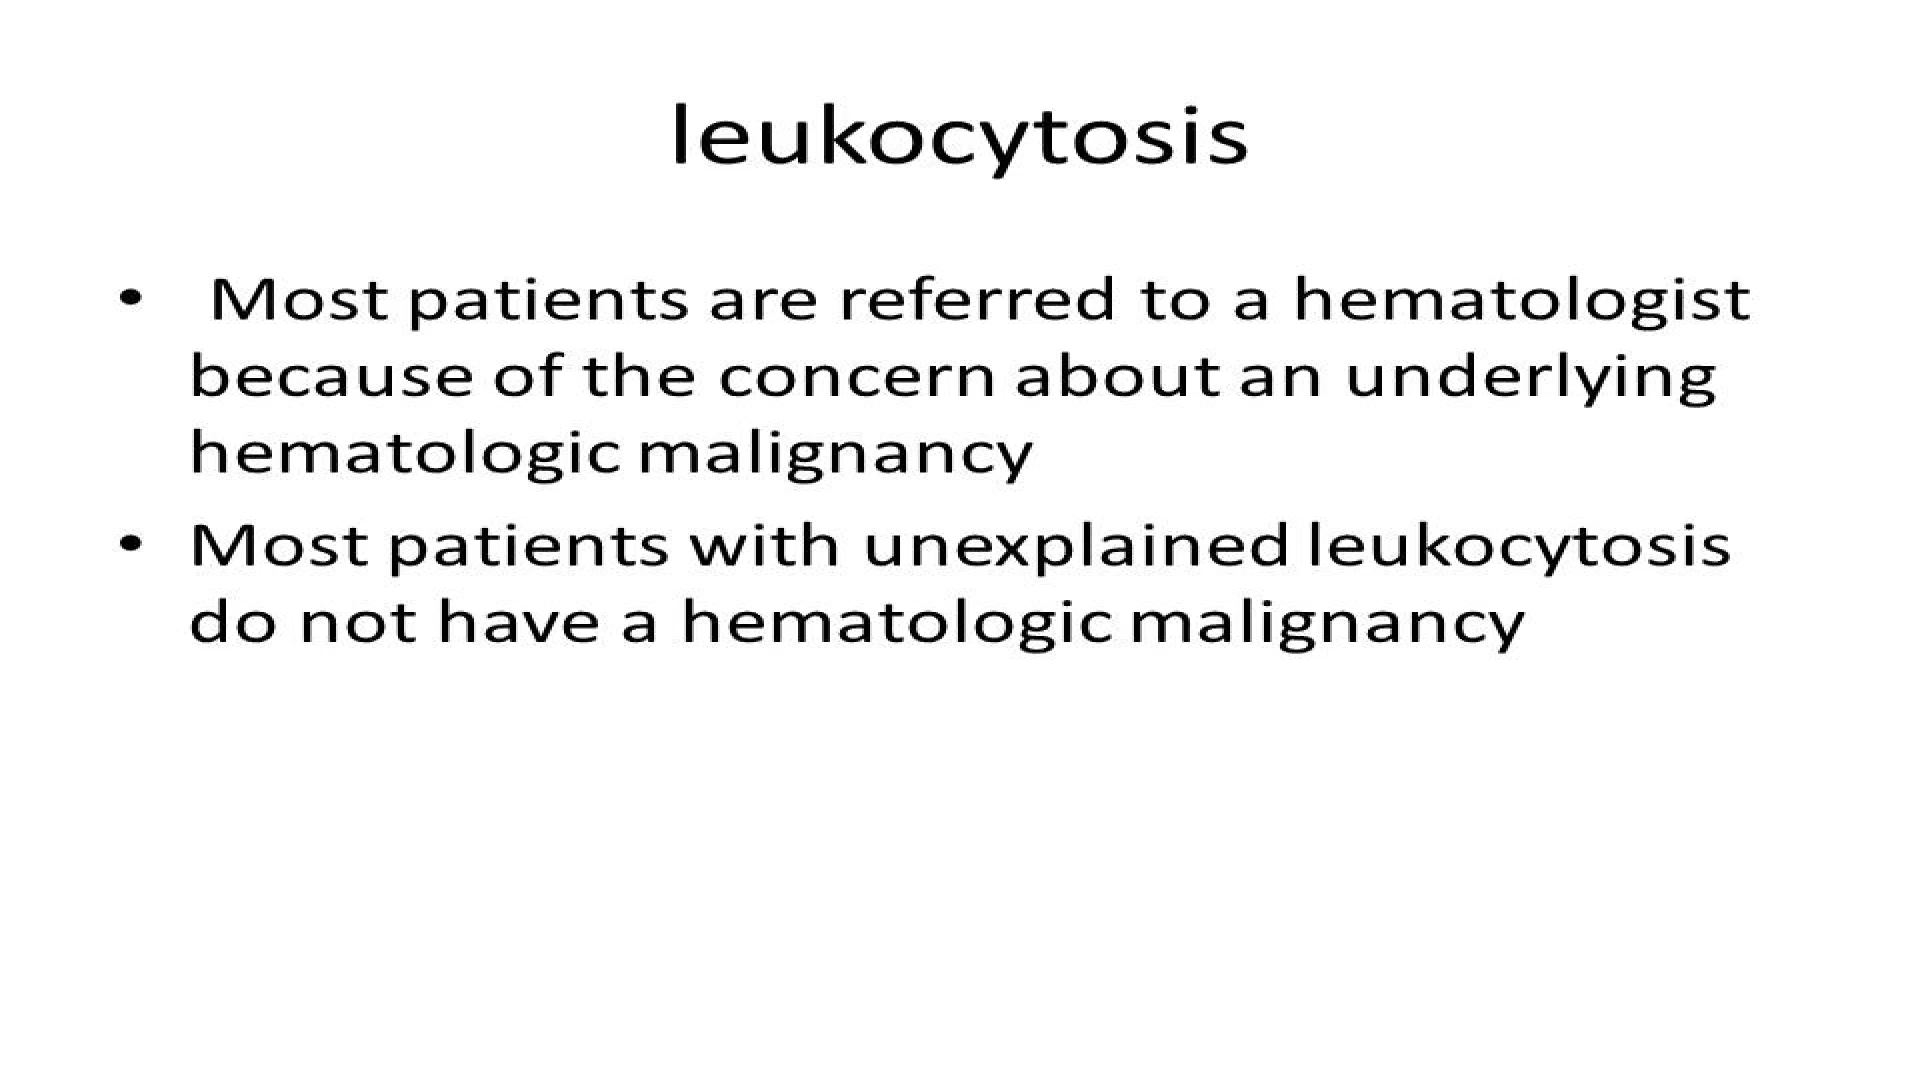 leukocytosis
• Most patients are referred to a hematologist
because of the concern about an underlying
hematologic malignancy
• Most patients with unexplained leukocytosis
do not have a hematologic malignancy